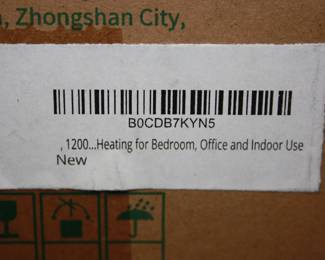 , Zhongshan City,
B0CDB7KYN5
, 1200...Heating for Bedroom, Office and Indoor Use
New